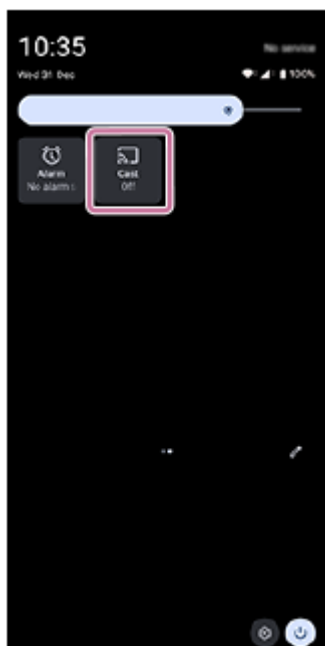 10:35
No service
Wed 31 Dec
100%
Alarm
No alarm s
Cast
Off